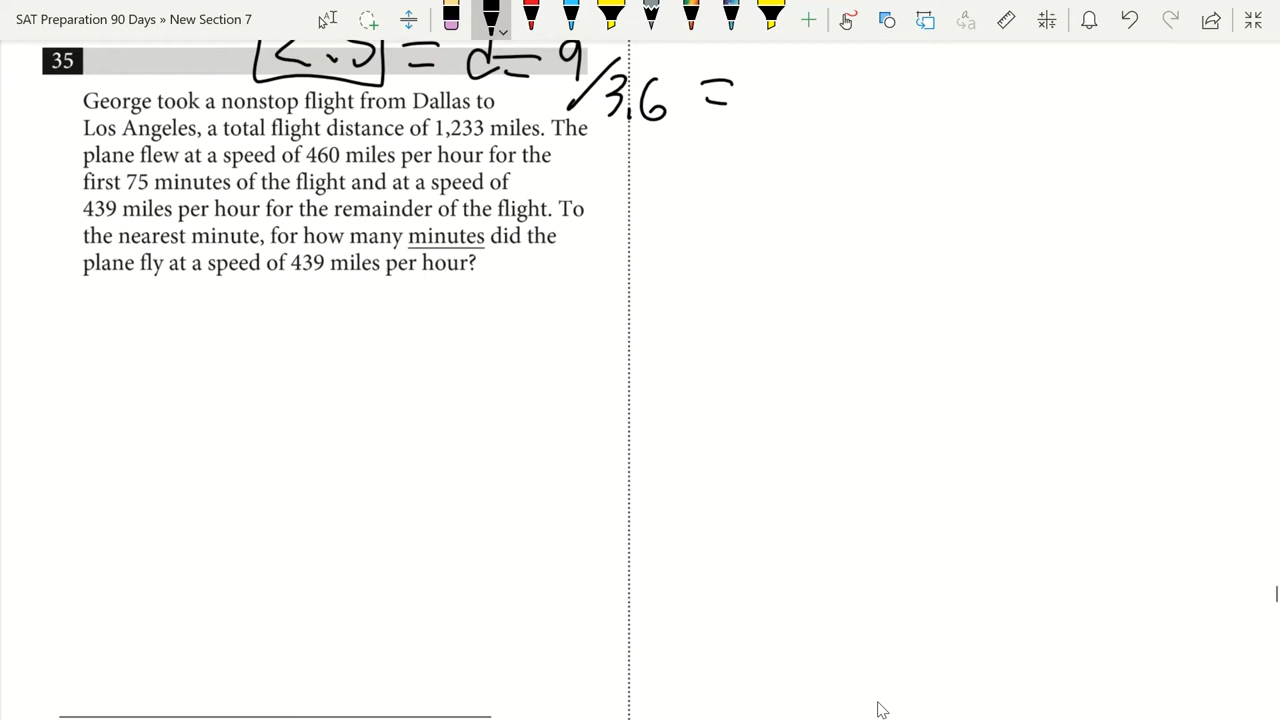 SAT Preparation 90 Days » New Section 7
35
2.5 = d = 9/3.6 =
George took a nonstop flight from Dallas to
Los Angeles, a total flight distance of 1,233 miles. The
plane flew at a speed of 460 miles per hour for the
first 75 minutes of the flight and at a speed of
439 miles per hour for the remainder of the flight. To
the nearest minute, for how many minutes did the
plane fly at a speed of 439 miles per hour?